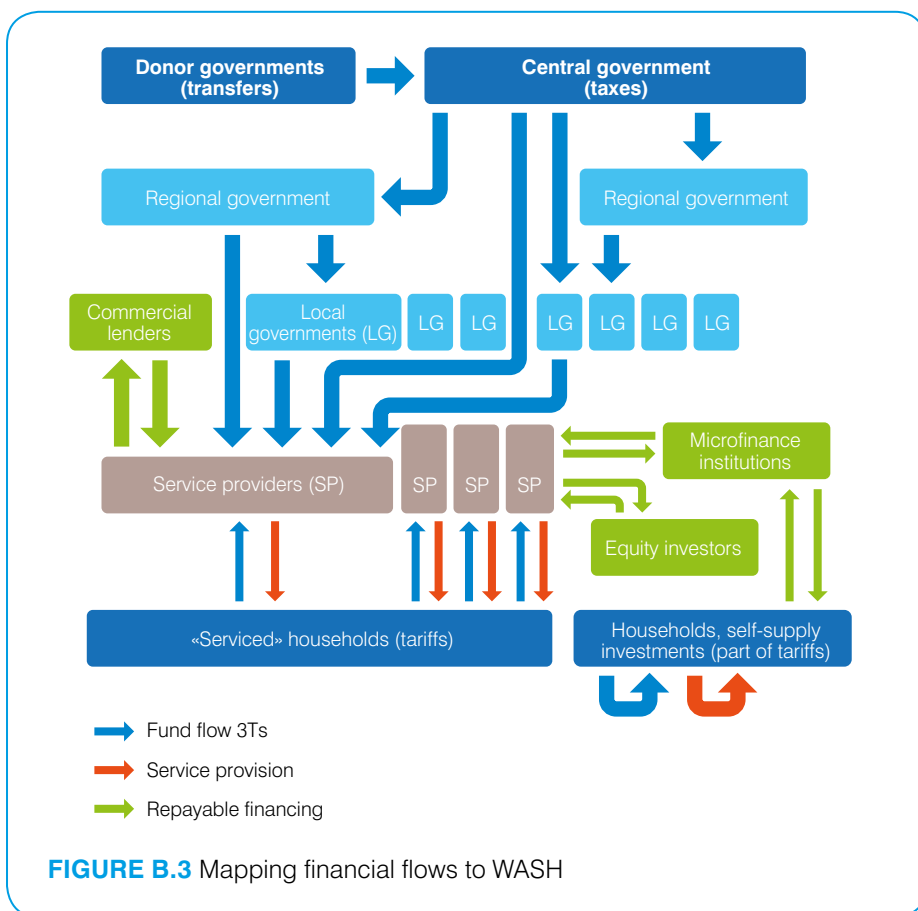 Donor governments
(transfers)
Central government
(taxes)
Regional government
Regional government
Commercial
lenders
Local
governments (LG)
LG
LG
LG
LG
LG
LG
Service providers (SP)
SP
SP
SP
Microfinance
institutions
Equity investors
«Serviced» households (tariffs)
Households, self-supply
investments (part of tariffs)
Fund flow 3Ts
Service provision
Repayable financing
FIGURE B.3 Mapping financial flows to WASH